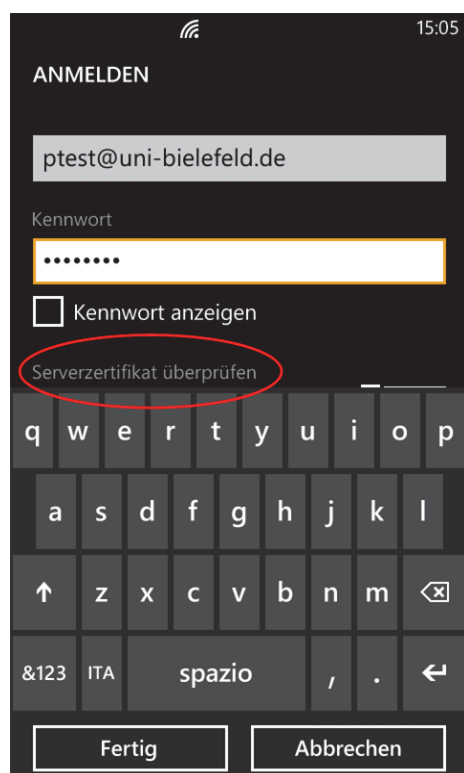 15:05
ANMELDEN
ptest@uni-bielefeld.de
Kennwort
••••••••
Kennwort anzeigen
Serverzertifikat überprüfen
q w e r t y u i o p
a s d f g h j k l
z x c v b n m
&123 ITA spazio , .
Fertig Abbrechen